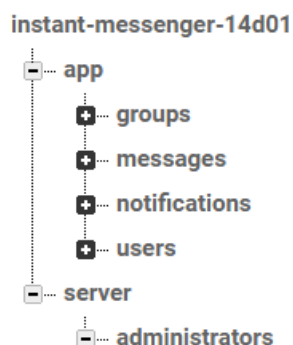 instant-messenger-14d01
app
groups
messages
notifications
users
server
administrators